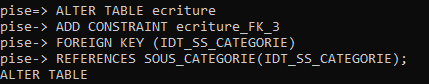 pise=> ALTER TABLE ecriture
pise-> ADD CONSTRAINT ecriture_FK_3
pise-> FOREIGN KEY (IDT_SS_CATEGORIE)
pise-> REFERENCES SOUS_CATEGORIE(IDT_SS_CATEGORIE);
ALTER TABLE